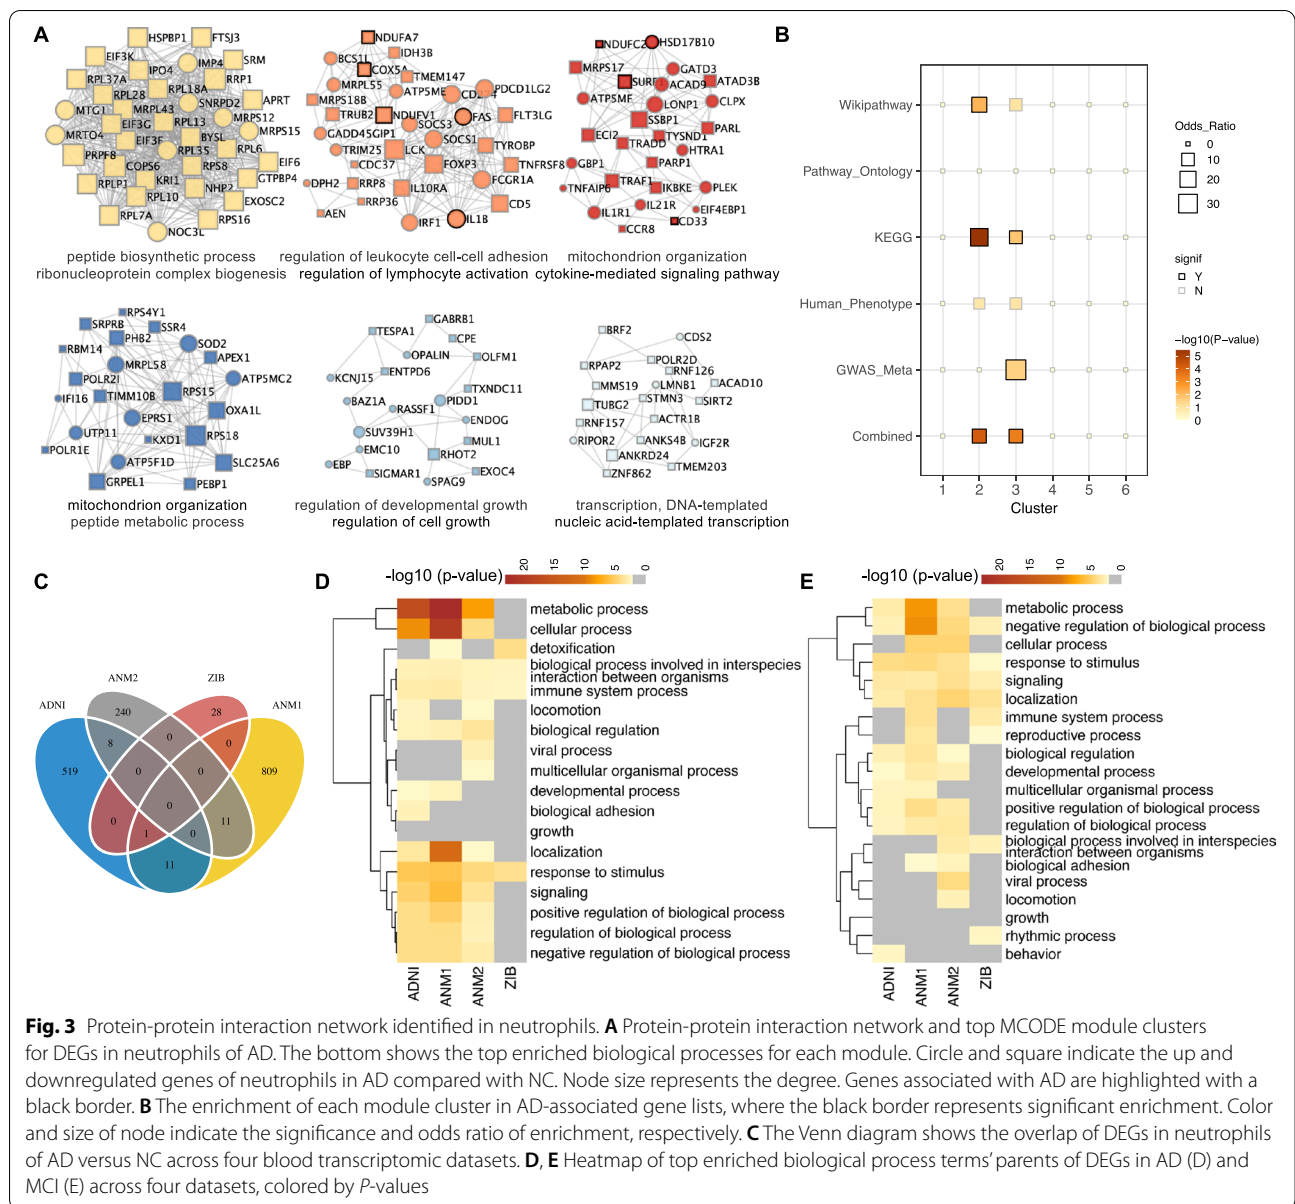 A
HSPBP1
FTSJ3
EIF3K
IMP4
SRM
IPO4
RPL37A
RRP1
RPL18A
RPL28
SNRPD2
APRT
MTG1
MRPL43
MRPS12
EIF3G
RPL13
MRPS15
MRTO4
BYSL
EIF3F
RPL35
RPL6
PRPF8
COPS6
RPS8
EIF6
RPLP1
KRI1
NHP2
GTPBP4
RPL10
EXOSC2
RPL7A
RPS16
NOC3L
peptide biosynthetic process
ribonucleoprotein complex biogenesis
NDUFA7
BCS1L
IDH3B
COX5A
TMEM147
MRPL55
ATP5ME
PDCD1LG2
MRPS18B
TRUB2
NDUFV1
FAS
FLT3LG
SOCS3
GADD45GIP1
SOCS1
TYROBP
TRIM25
LCK
CDC37
FOXP3
TNFRSF8
DPH2
RRP8
IL10RA
FCGR1A
RRP36
CD5
AEN
IRF1
IL1B
regulation of leukocyte cell-cell adhesion
regulation of lymphocyte activation
NDUFC2
HSD17B10
MRPS17
GATD3
SURF1
ACAD9
ATAD3B
ATP5MF
LONP1
CLPX
SSBP1
PARL
ECI2
TYSND1
TRADD
HTRA1
GBP1
PARP1
TRAF1
TNFAIP6
IKBKE
PLEK
IL1R1
IL21R
EIF4EBP1
CD33
CCR8
mitochondrion organization
cytokine-mediated signaling pathway
RPS4Y1
SRPRB
SSR4
PHB2
SOD2
RBM14
APEX1
MRPL58
POLR2I
ATP5MC2
RPS15
IFI16
TIMM10B
EPRS1
OXA1L
UTP11
KXD1
RPS18
POLR1E
ATP5F1D
SLC25A6
GRPEL1
PEBP1
mitochondrion organization
peptide metabolic process
GABRB1
TESPA1
CPE
OPALIN
OLFM1
KCNJ15
ENTPD6
TXNDC11
BAZ1A
RASSF1
PIDD1
ENDOG
SUV39H1
MUL1
EMC10
RHOT2
EBP
SIGMAR1
EXOC4
SPAG9
regulation of developmental growth
regulation of cell growth
BRF2
CDS2
RPAP2
POLR2D
RNF126
MMS19
LMNB1
ACAD10
TUBG2
STMN3
SIRT2
RNF157
ACTR1B
RIPOR2
ANKS4B
IGF2R
ANKRD24
TMEM203
ZNF862
transcription, DNA-templated
nucleic acid-templated transcription
B
Wikipathway
Pathway_Ontology
KEGG
Human_Phenotype
GWAS_Meta
Combined
1 2 3 4 5 6
Cluster
Odds_Ratio
0
10
20
30
signif
Y
N
−log10(P−value)
5
4
3
2
1
0
C
ADNI
ANM2
ZIB
ANM1
240
28
8
0
0
519
0
0
809
0
0
11
1
0
11
D
-log10 (p-value)
20
15
10
5
0
metabolic process
cellular process
detoxification
biological process involved in interspecies
interaction between organisms
immune system process
locomotion
biological regulation
viral process
multicellular organismal process
developmental process
biological adhesion
growth
localization
response to stimulus
signaling
positive regulation of biological process
regulation of biological process
negative regulation of biological process
ADNI
ANM1
ANM2
ZIB
E
-log10 (p-value)
20
15
10
5
0
metabolic process
negative regulation of biological process
cellular process
response to stimulus
signaling
localization
immune system process
reproductive process
biological regulation
developmental process
multicellular organismal process
positive regulation of biological process
regulation of biological process
biological process involved in interspecies
interaction between organisms
biological adhesion
viral process
locomotion
growth
rhythmic process
behavior
ADNI
ANM1
ANM2
ZIB
Fig. 3 Protein-protein interaction network identified in neutrophils. A Protein-protein interaction network and top MCODE module clusters
for DEGs in neutrophils of AD. The bottom shows the top enriched biological processes for each module. Circle and square indicate the up and
downregulated genes of neutrophils in AD compared with NC. Node size represents the degree. Genes associated with AD are highlighted with a
black border. B The enrichment of each module cluster in AD-associated gene lists, where the black border represents significant enrichment. Color
and size of node indicate the significance and odds ratio of enrichment, respectively. C The Venn diagram shows the overlap of DEGs in neutrophils
of AD versus NC across four blood transcriptomic datasets. D, E Heatmap of top enriched biological process terms' parents of DEGs in AD (D) and
MCI (E) across four datasets, colored by P-values